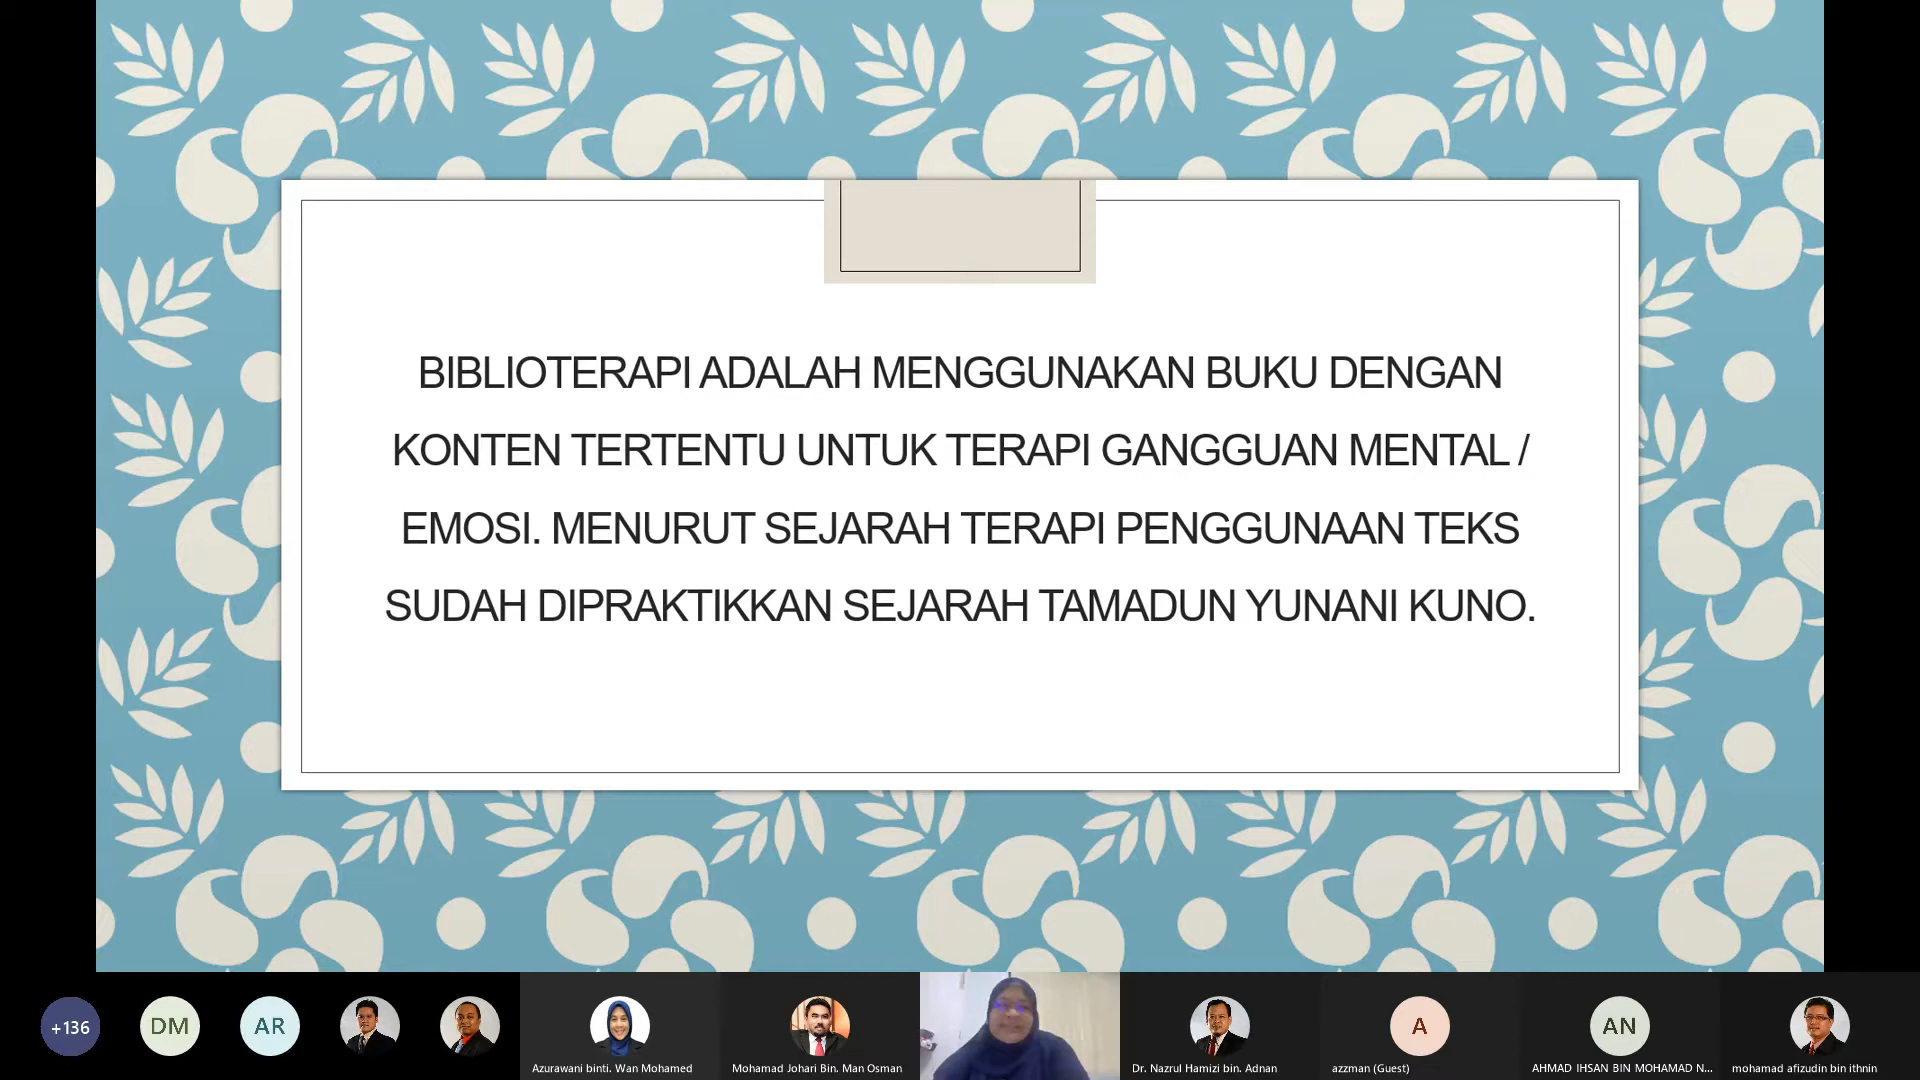 BIBLIOTERAPI ADALAH MENGGUNAKAN BUKU DENGAN
KONTEN TERTENTU UNTUK TERAPI GANGGUAN MENTAL /
EMOSI. MENURUT SEJARAH TERAPI PENGGUNAAN TEKS
SUDAH DIPRAKTIKKAN SEJARAH TAMADUN YUNANI KUNO.
+136
DM
AR
A
AN
Azurawani binti. Wan Mohamed
Mohamad Johari Bin. Man Osman
Dr. Nazrul Hamizi bin. Adnan
azzman (Guest)
AHMAD IHSAN BIN MOHAMAD N...
mohamad afizudin bin ithnin